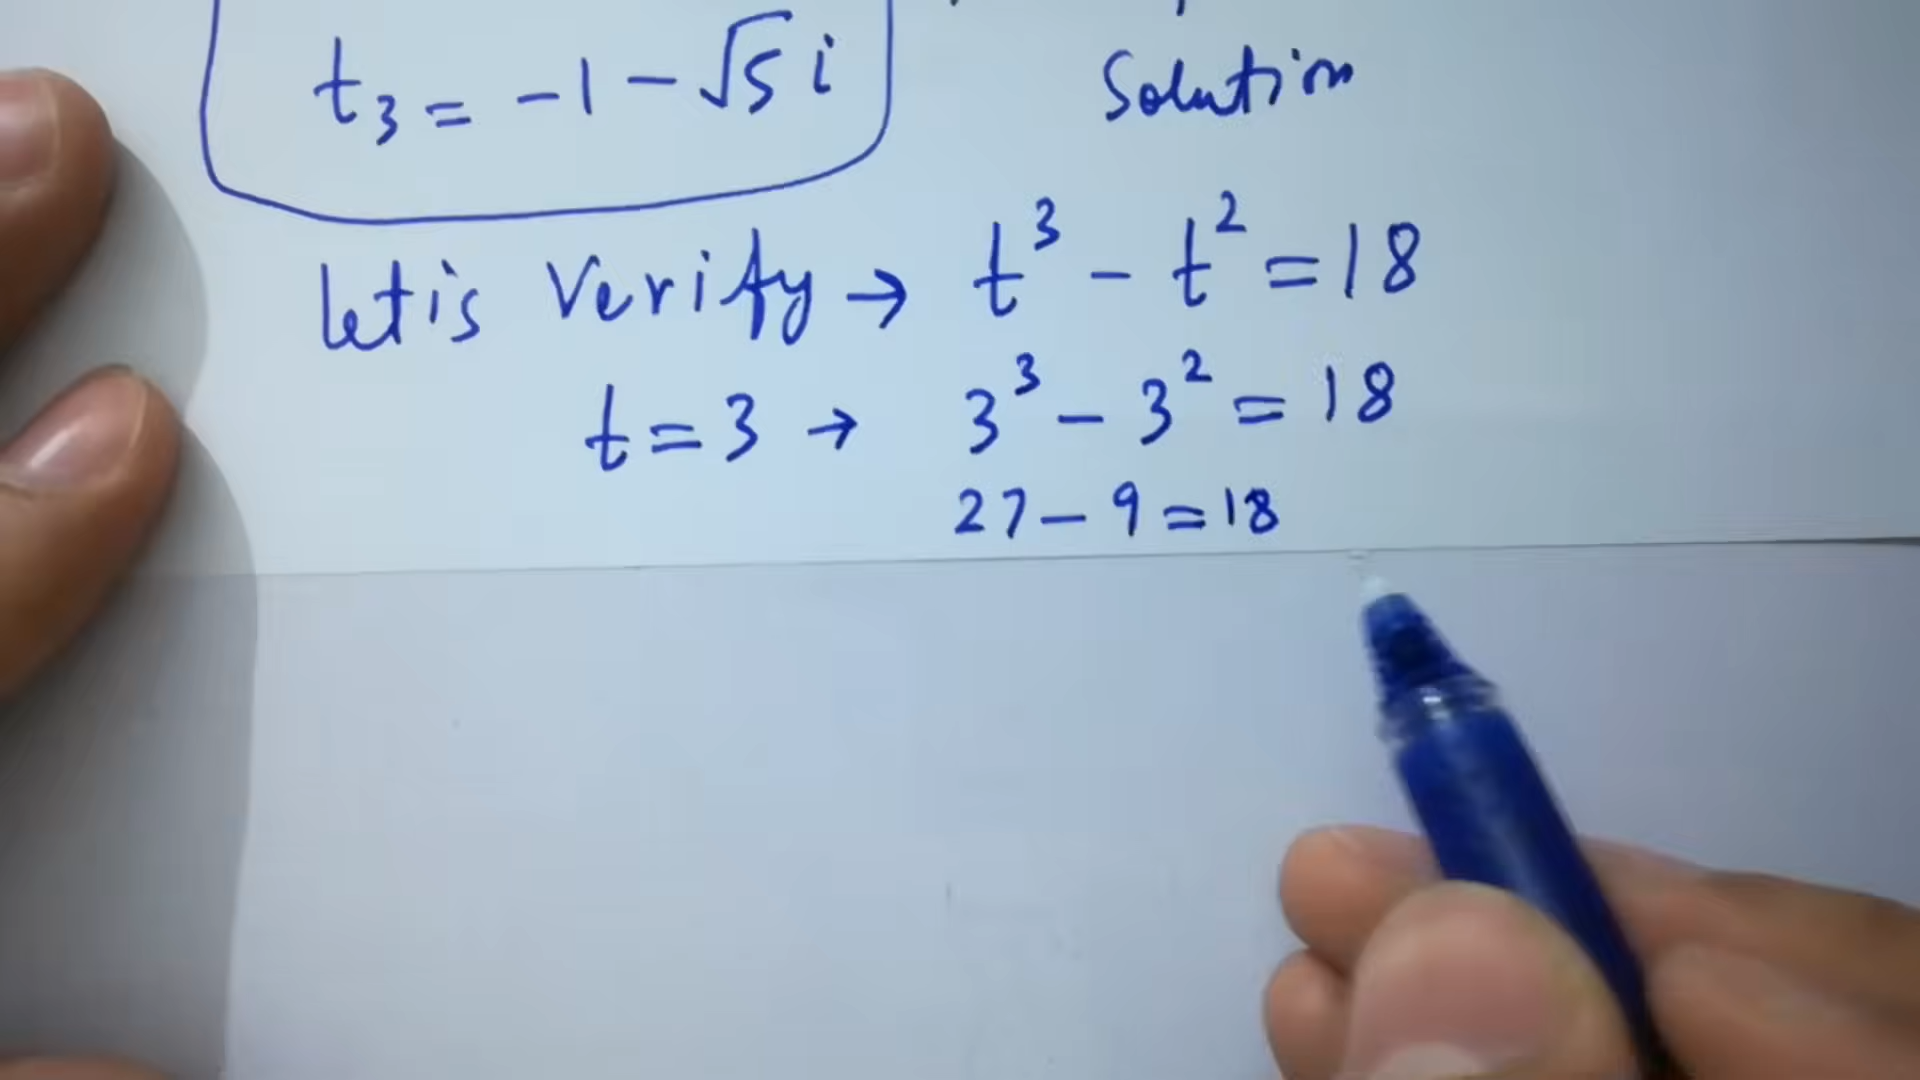 t₃ = -1 - √5 i
Solution
let's Verify → t³ - t² = 18
t = 3 → 3³ - 3² = 18
27 - 9 = 18